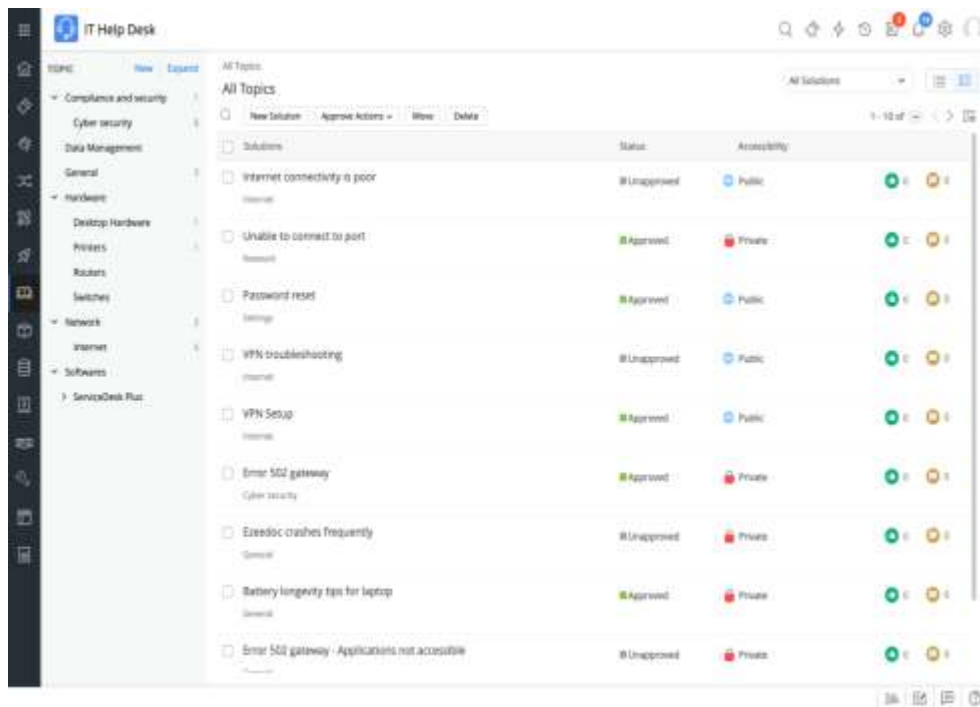 IT Help Desk
TOPIC New Expand
Compliance and security
Cyber security
Data Management
General
Hardware
Desktop Hardware
Printers
Routers
Switches
Network
Internet
Softwares
ServiceDesk Plus
All Topics
All Topics
All Solutions
New Solution Approve Actions Move Delete
1 - 10 of
Solutions Status Accessibility
Internet connectivity is poor Unapproved Public
Internet
Unable to connect to port Approved Private
Network
Password reset Approved Public
Settings
VPN troubleshooting Unapproved Public
Internet
VPN Setup Approved Public
Internet
Error 502 gateway Approved Private
Cyber security
Ezeedoc crashes frequently Unapproved Private
General
Battery longevity tips for laptop Approved Private
General
Error 502 gateway - Applications not accessible Unapproved Private